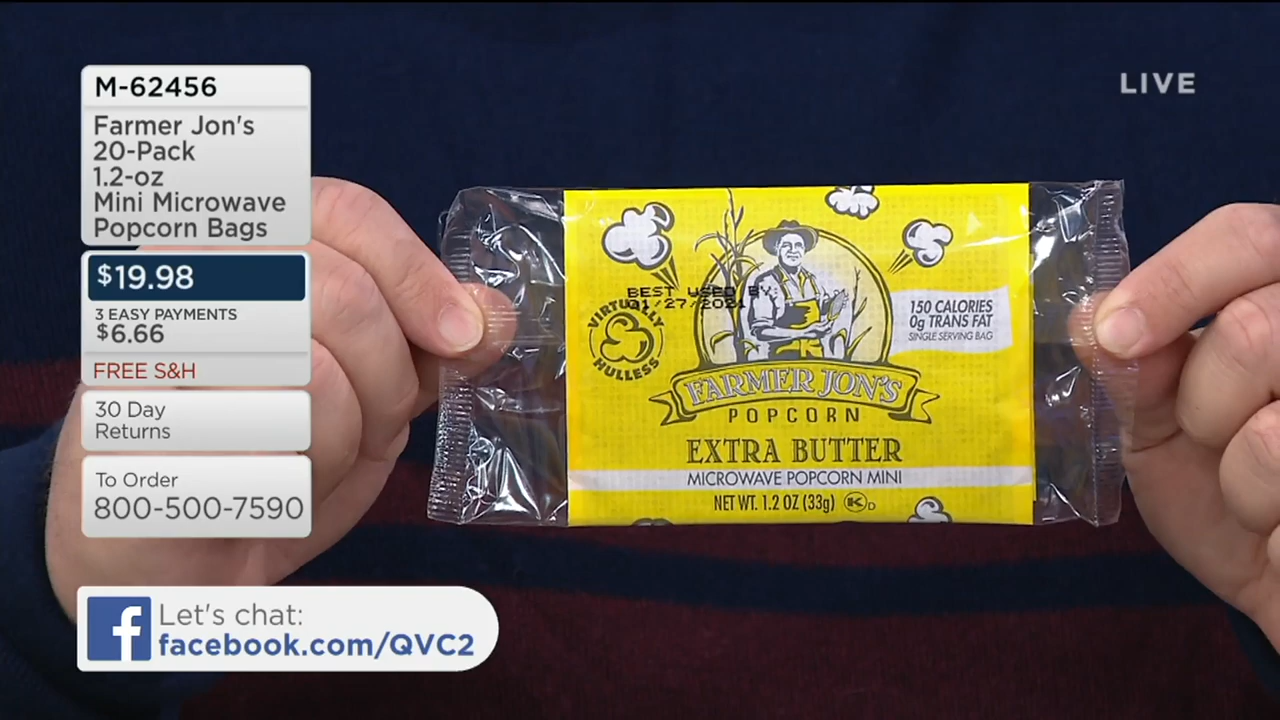 M-62456
Farmer Jon's
20-Pack
1.2-oz
Mini Microwave
Popcorn Bags
$19.98
3 EASY PAYMENTS
$6.66
FREE S&H
30 Day
Returns
To Order
800-500-7590
f
Let's chat:
facebook.com/QVC2
LIVE
BEST USED BY:
VIRTUALLY
HULLESS
150 CALORIES
0g TRANS FAT
SINGLE SERVING BAG
FARMER JON'S
POPCORN
EXTRA BUTTER
MICROWAVE POPCORN MINI
NET WT. 1.2 OZ (33g) K D